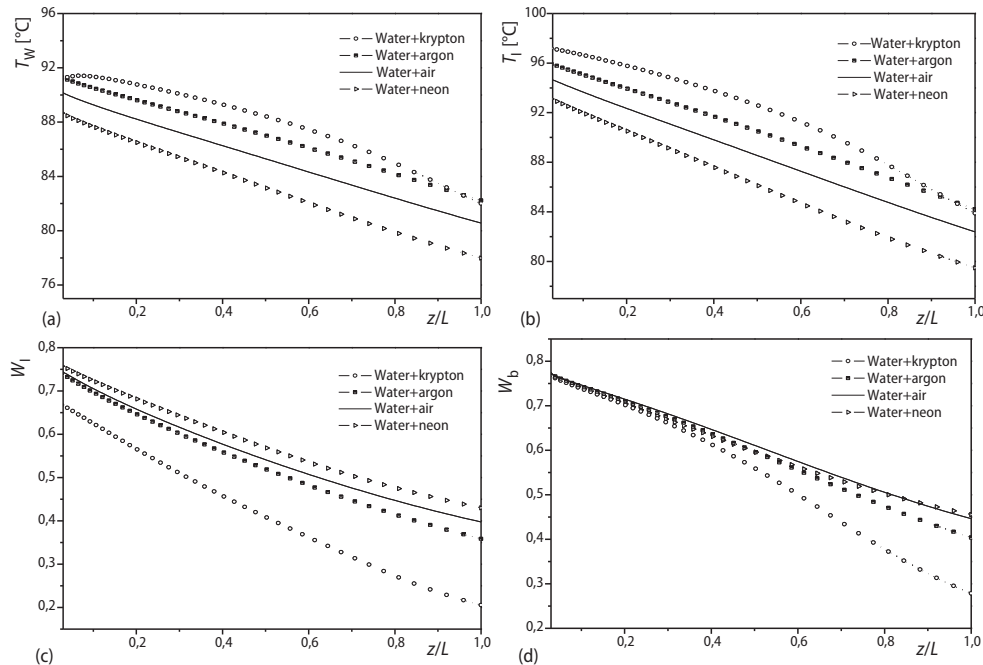 96
T_W [°C]
92
88
84
80
76
—o— Water+krypton
—■— Water+argon
— Water+air
—▷— Water+neon
0,2
0,4
0,6
0,8
z/L
1,0
(a)
100
T_I [°C]
96
92
88
84
80
—o— Water+krypton
—■— Water+argon
— Water+air
—▷— Water+neon
0,2
0,4
0,6
0,8
z/L
1,0
(b)
0,8
W_I
0,7
0,6
0,5
0,4
0,3
0,2
—o— Water+krypton
—■— Water+argon
— Water+air
—▷— Water+neon
0,2
0,4
0,6
0,8
z/L
1,0
(c)
0,8
W_b
0,7
0,6
0,5
0,4
0,3
0,2
—o— Water+krypton
—■— Water+argon
— Water+air
—▷— Water+neon
0,2
0,4
0,6
0,8
z/L
1,0
(d)